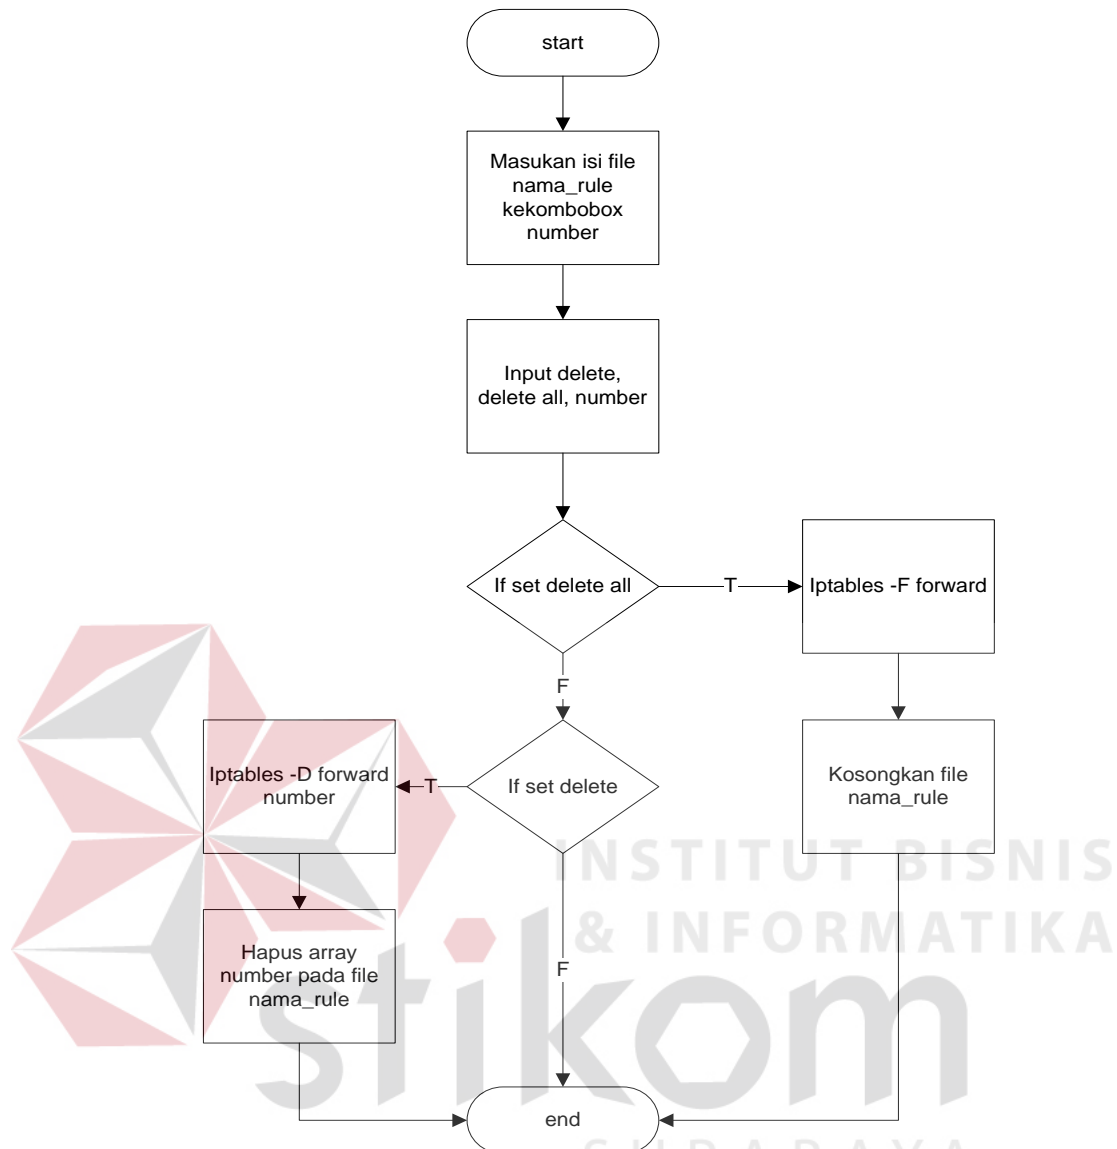 start
Masukan isi file
nama_rule
kekombobox
number
Input delete,
delete all, number
If set delete all
T
Iptables -F forward
F
Iptables -D forward
number
T
If set delete
Kosongkan file
nama_rule
INSTITUT BISNIS
& INFORMATIKA
Hapus array
number pada file
nama_rule
F
stikom
end
SURABAYA